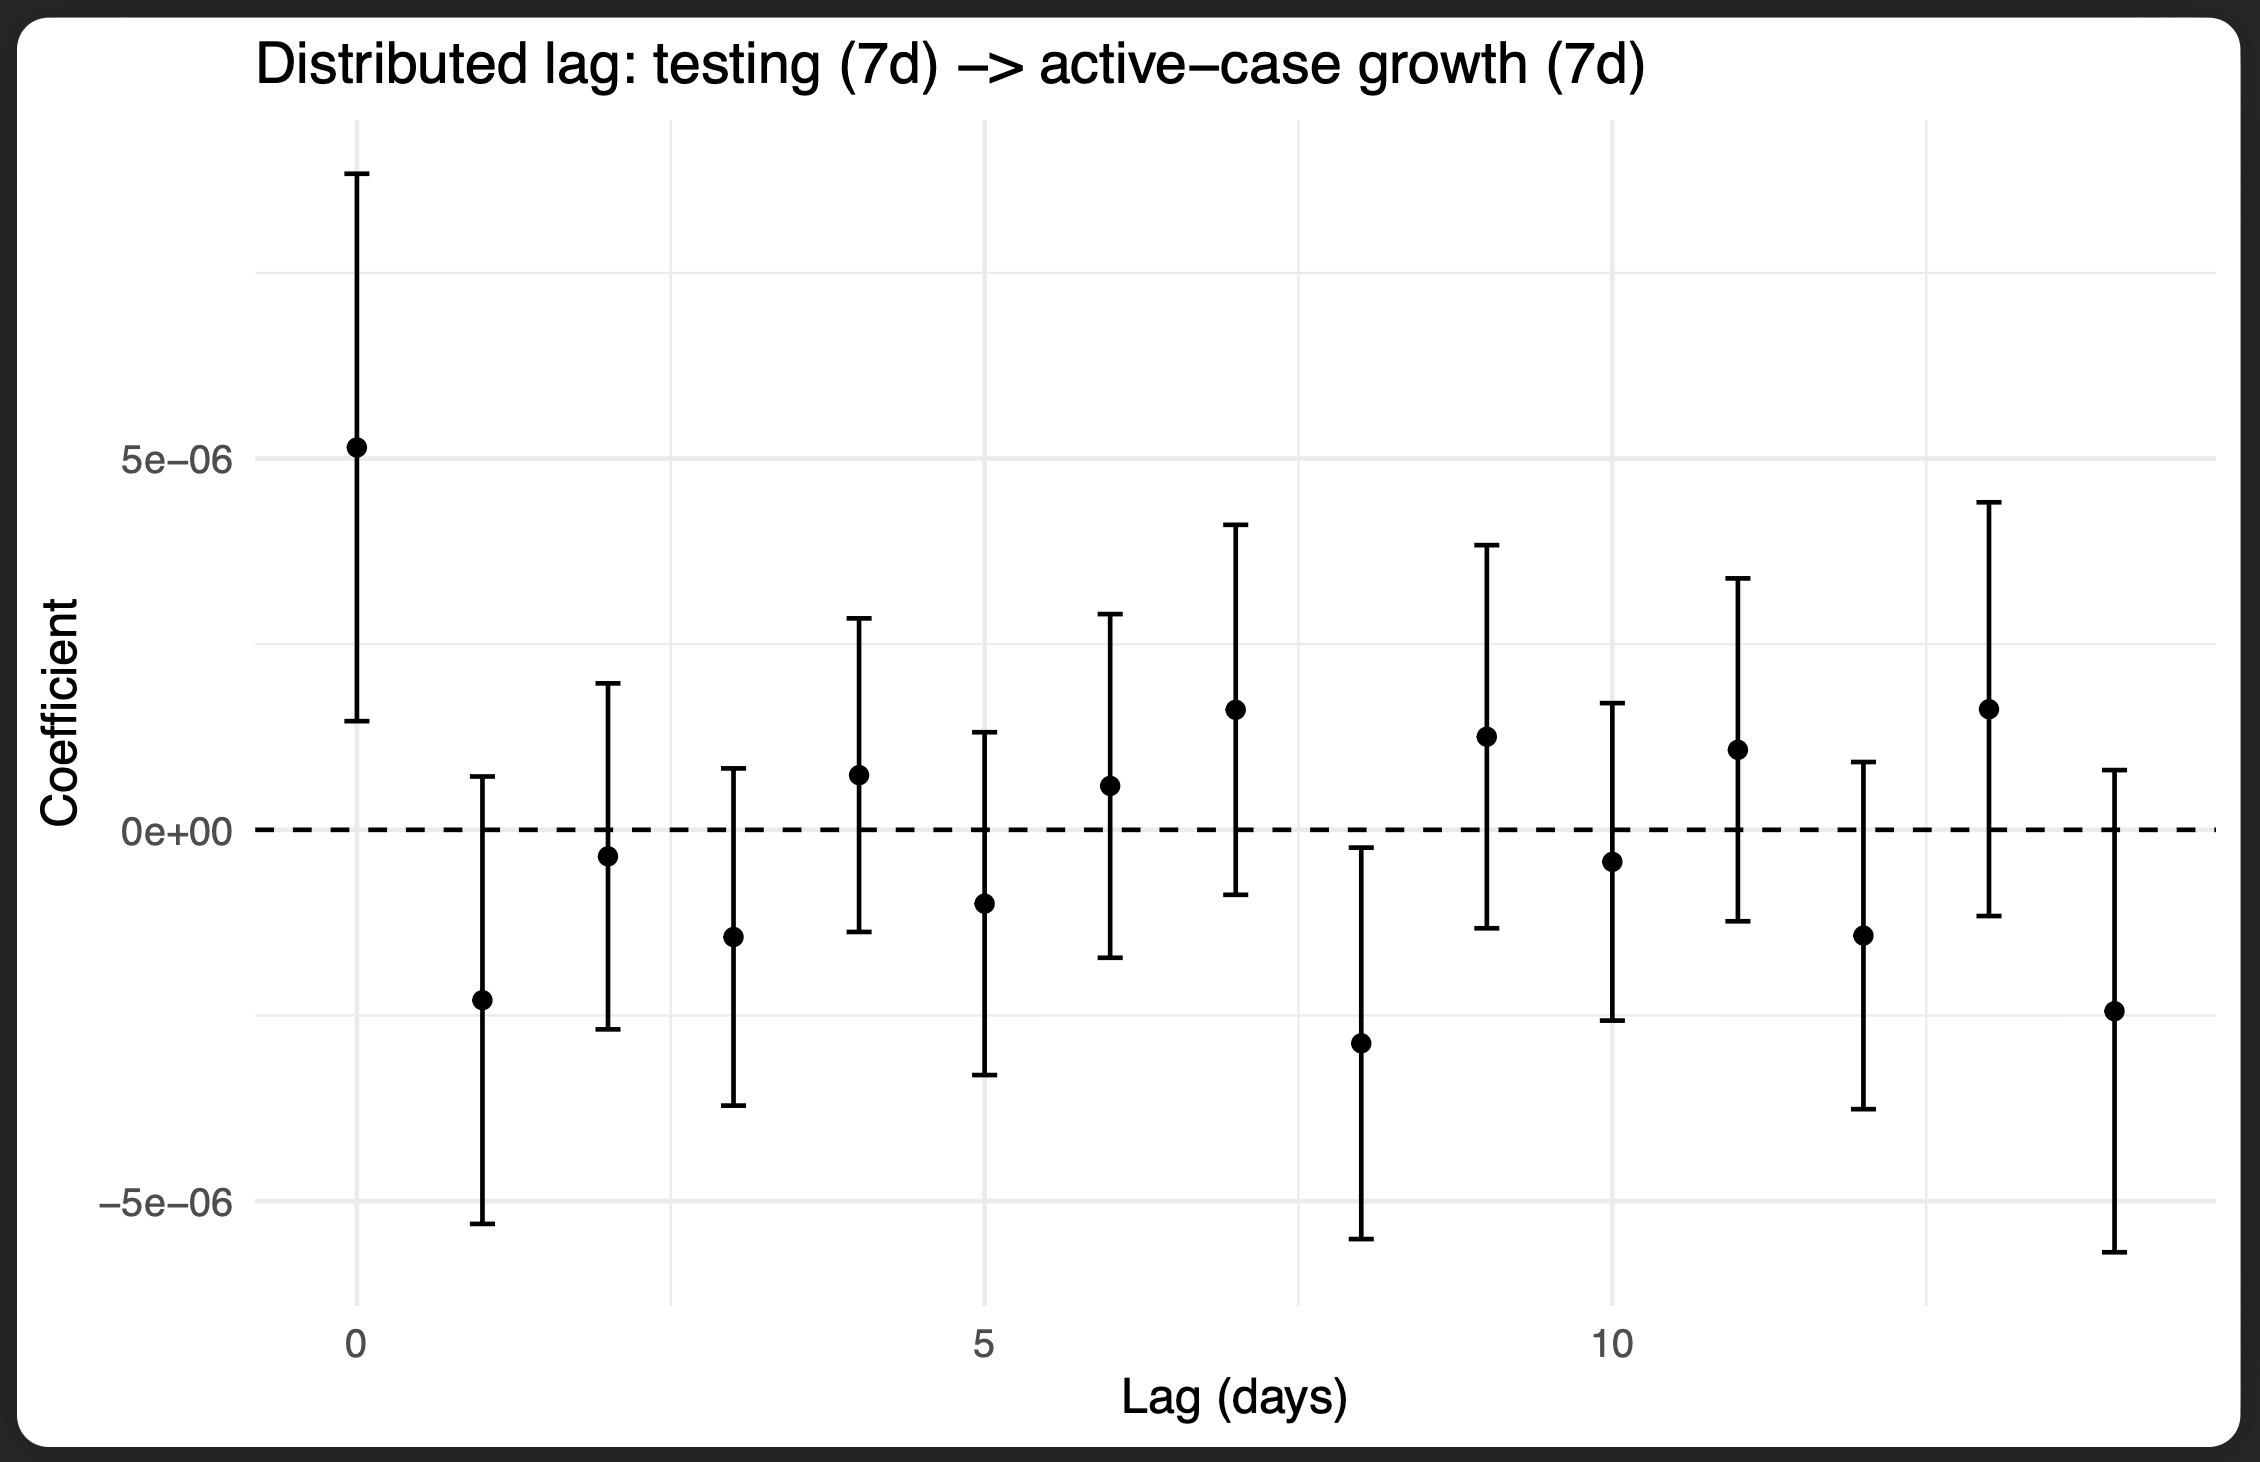 Distributed lag: testing (7d) −> active−case growth (7d)
Coefficient
5e−06
0e+00
−5e−06
0
5
10
Lag (days)